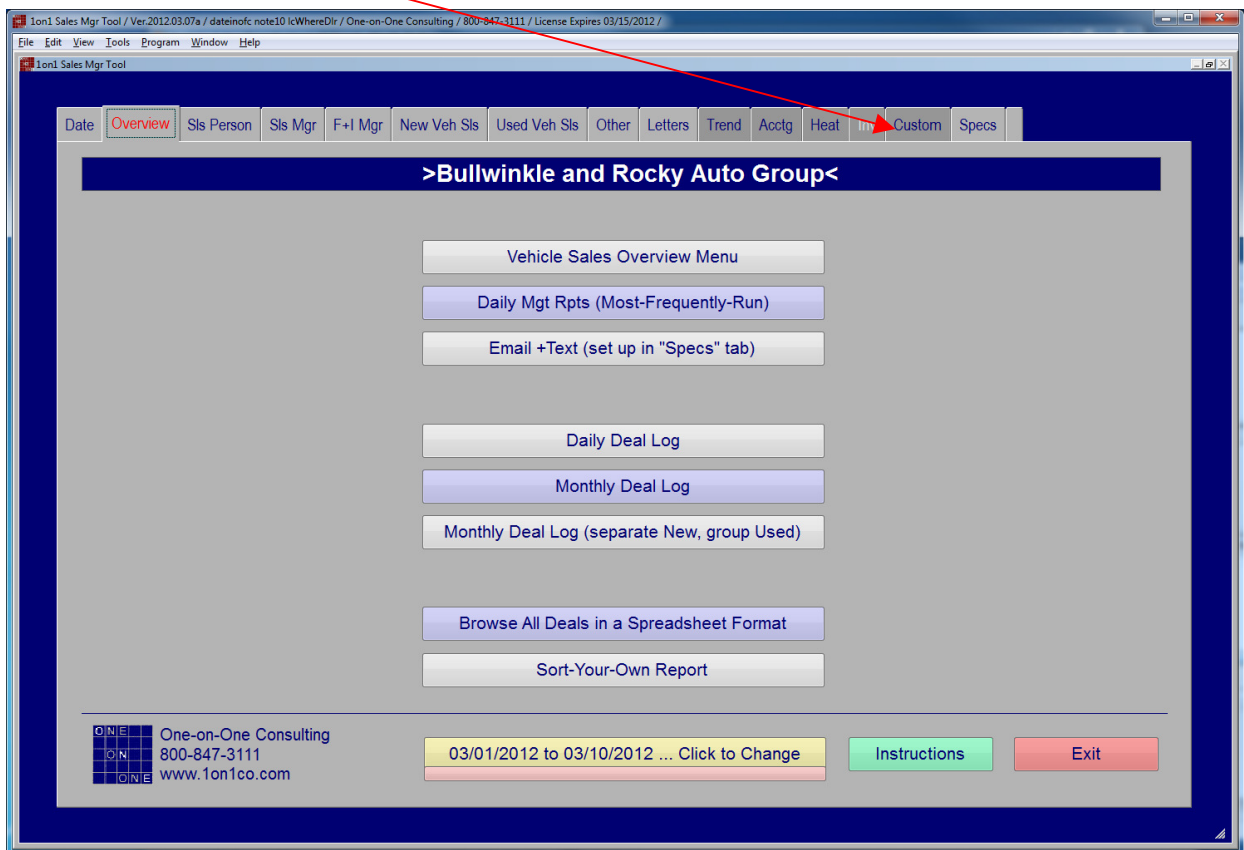 1on1 Sales Mgr Tool / Ver.2012.03.07a / dateinofc note10 lcWhereDlr / One-on-One Consulting / 800-847-3111 / License Expires 03/15/2012 /
File Edit View Tools Program Window Help
1on1 Sales Mgr Tool
Date Overview Sls Person Sls Mgr F+I Mgr New Veh Sls Used Veh Sls Other Letters Trend Acctg Heat Custom Specs
>Bullwinkle and Rocky Auto Group<
Vehicle Sales Overview Menu
Daily Mgt Rpts (Most-Frequently-Run)
Email +Text (set up in "Specs" tab)
Daily Deal Log
Monthly Deal Log
Monthly Deal Log (separate New, group Used)
Browse All Deals in a Spreadsheet Format
Sort-Your-Own Report
ONE
ON
ONE
One-on-One Consulting
800-847-3111
www.1on1co.com
03/01/2012 to 03/10/2012 ... Click to Change
Instructions
Exit